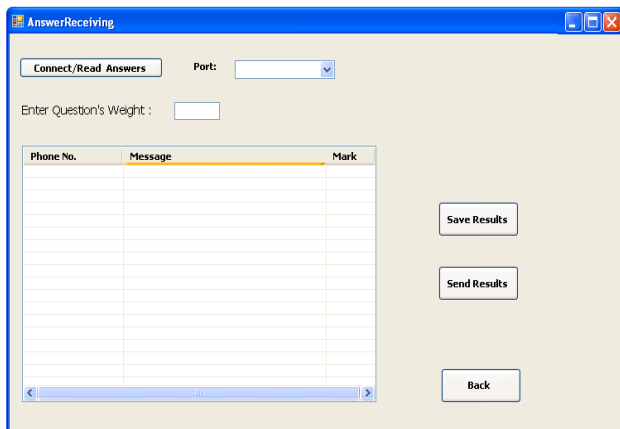 AnswerReceiving
Connect/Read Answers Port:
Enter Question's Weight :
Phone No. Message Mark
Save Results
Send Results
Back